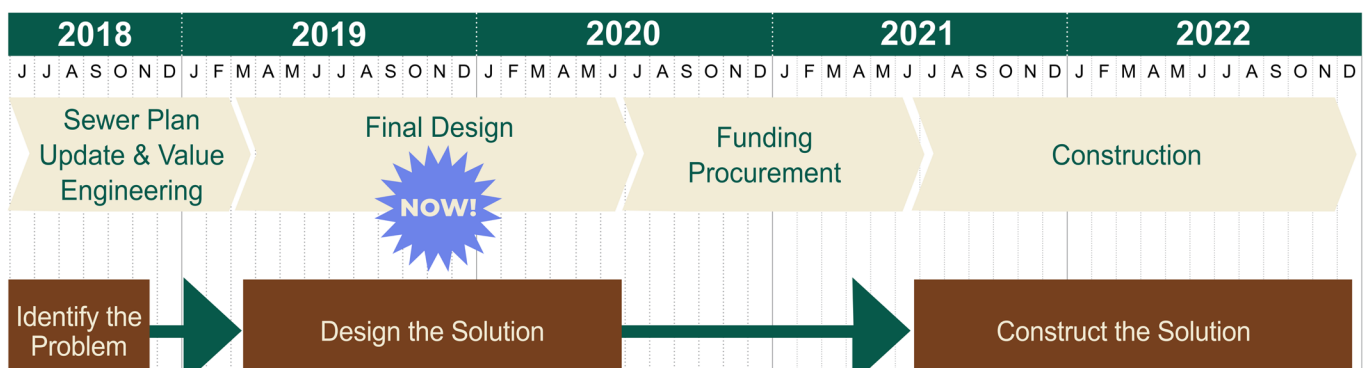 2018 2019 2020 2021 2022
J J A S O N D J F M A M J J A S O N D J F M A M J J A S O N D J F M A M J J A S O N D J F M A M J J A S O N D
Sewer Plan
Update & Value
Engineering
Final Design
NOW!
Funding
Procurement
Construction
Identify the
Problem
Design the Solution
Construct the Solution